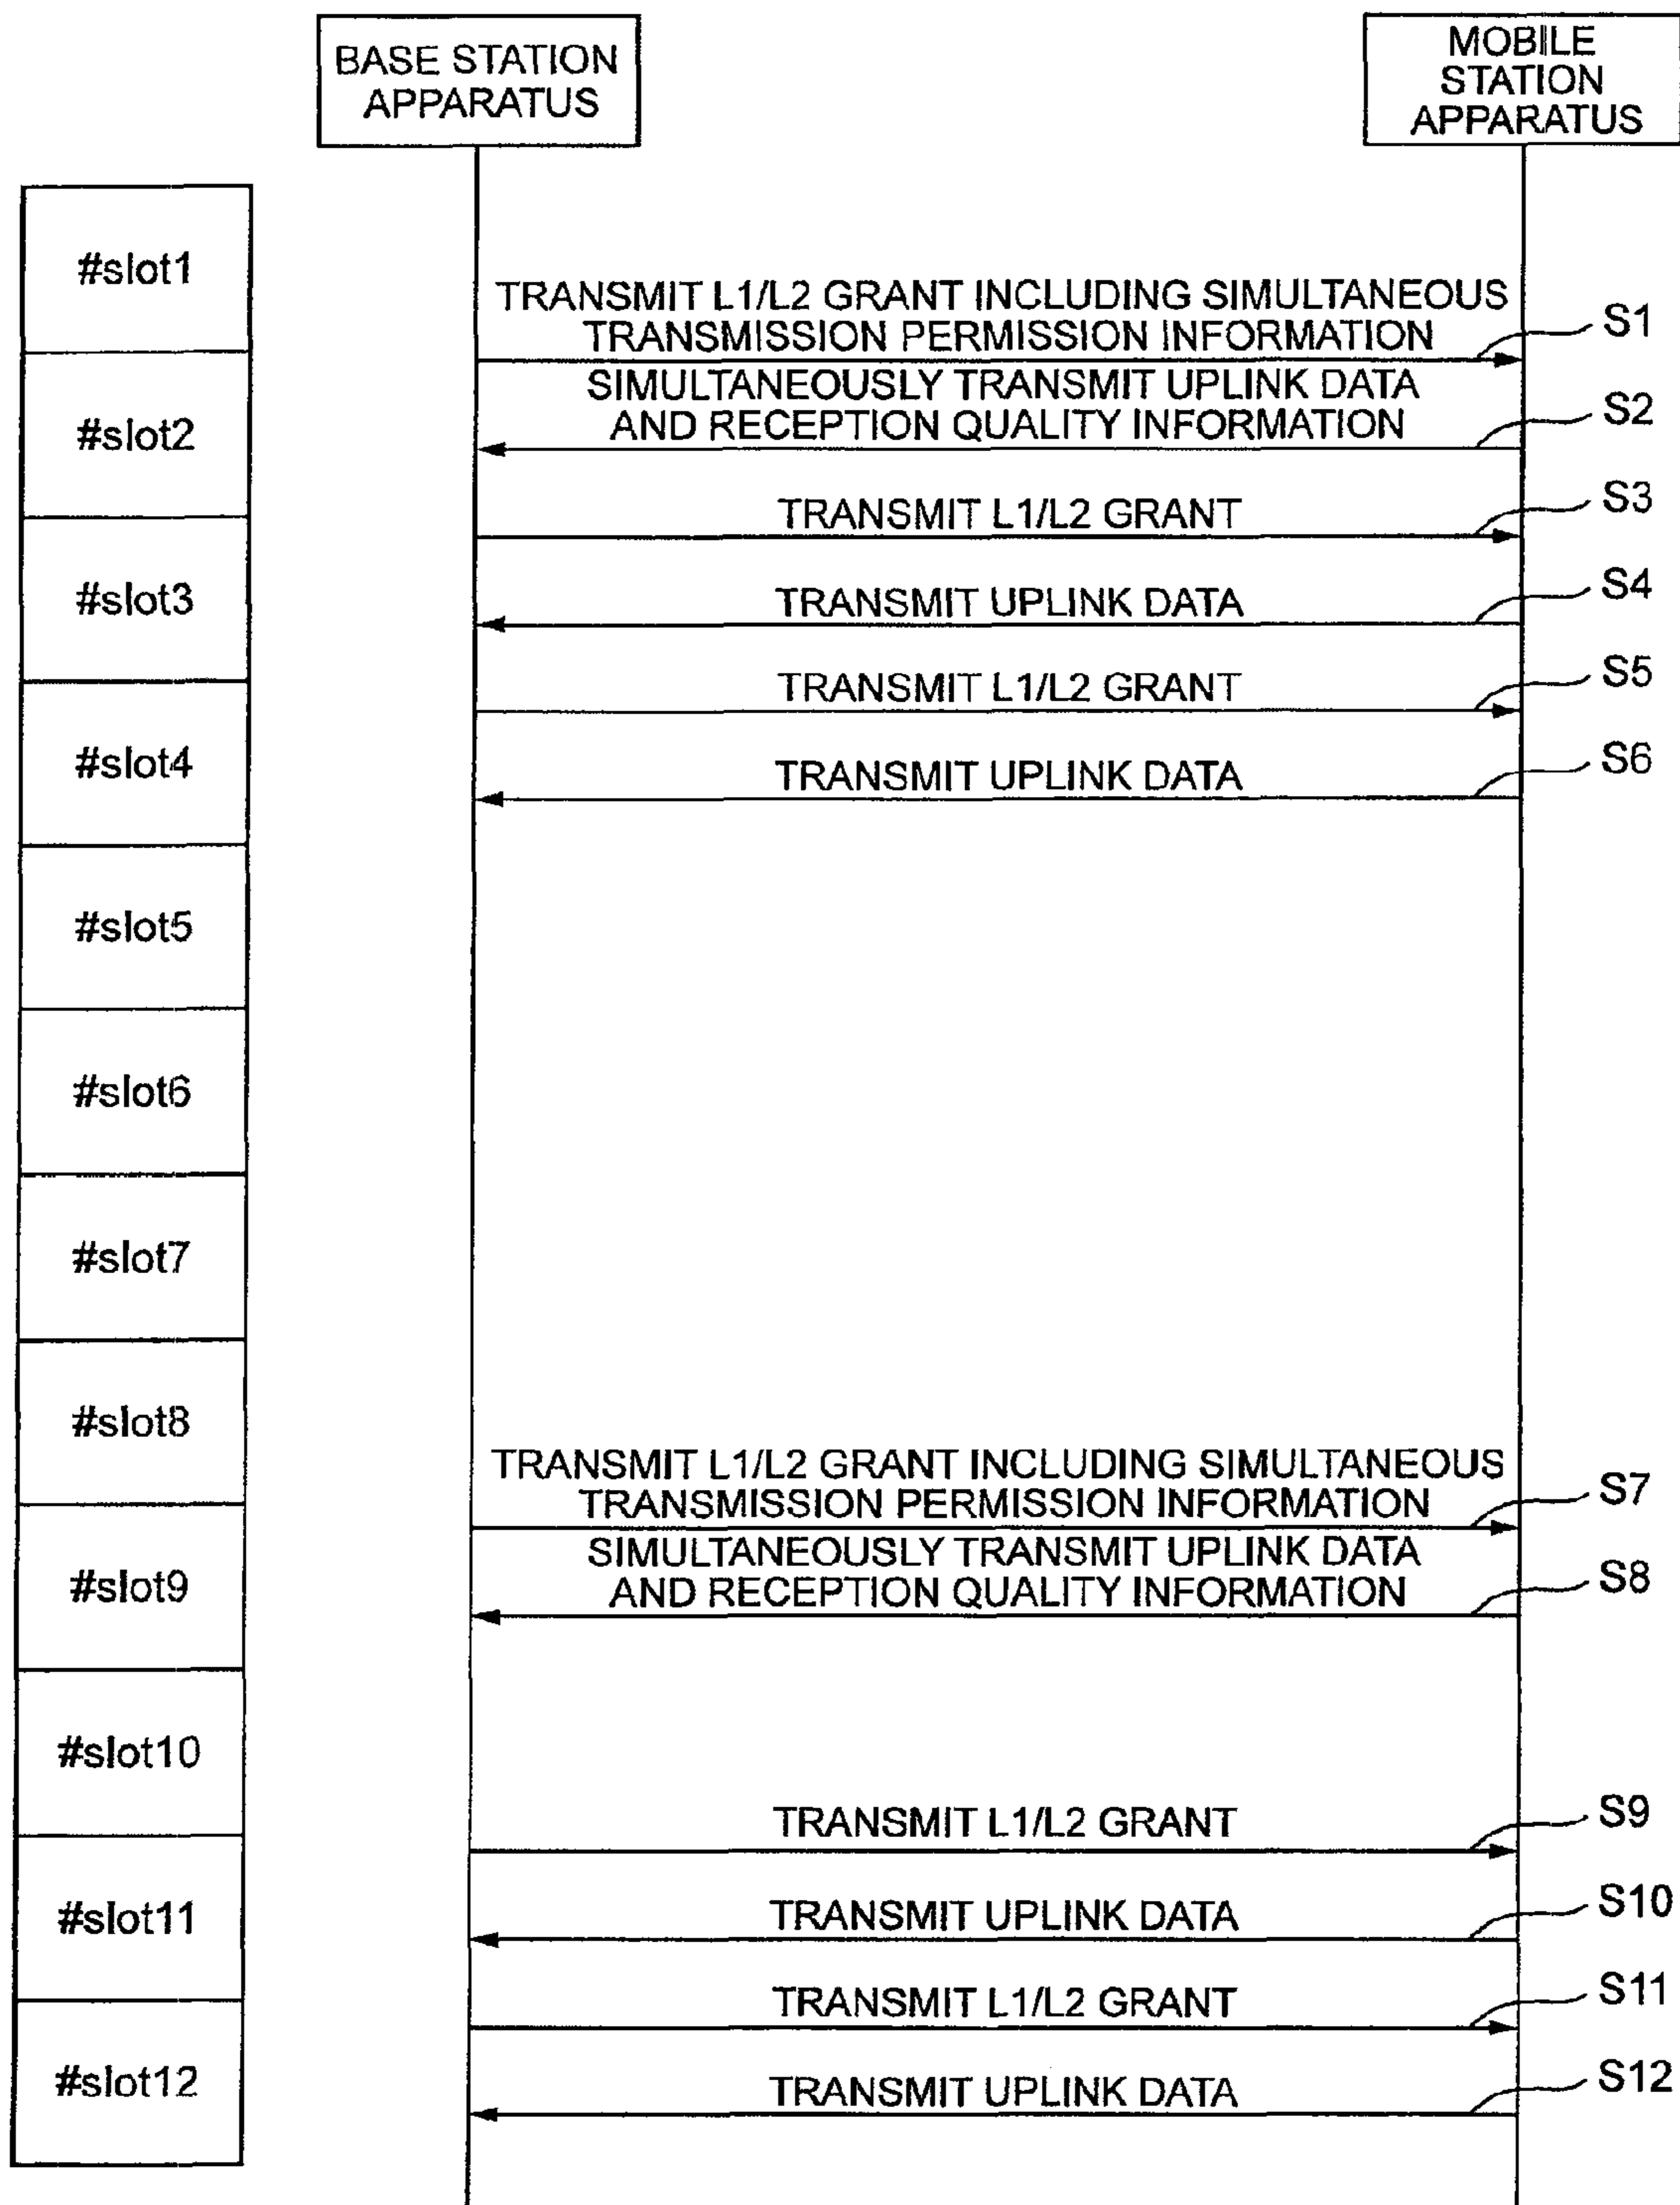 BASE STATION
APPARATUS
MOBILE
STATION
APPARATUS
#slot1
TRANSMIT L1/L2 GRANT INCLUDING SIMULTANEOUS
TRANSMISSION PERMISSION INFORMATION
S1
#slot2
SIMULTANEOUSLY TRANSMIT UPLINK DATA
AND RECEPTION QUALITY INFORMATION
S2
TRANSMIT L1/L2 GRANT
S3
#slot3
TRANSMIT UPLINK DATA
S4
TRANSMIT L1/L2 GRANT
S5
#slot4
TRANSMIT UPLINK DATA
S6
#slot5
#slot6
#slot7
#slot8
TRANSMIT L1/L2 GRANT INCLUDING SIMULTANEOUS
TRANSMISSION PERMISSION INFORMATION
S7
#slot9
SIMULTANEOUSLY TRANSMIT UPLINK DATA
AND RECEPTION QUALITY INFORMATION
S8
#slot10
TRANSMIT L1/L2 GRANT
S9
#slot11
TRANSMIT UPLINK DATA
S10
TRANSMIT L1/L2 GRANT
S11
#slot12
TRANSMIT UPLINK DATA
S12